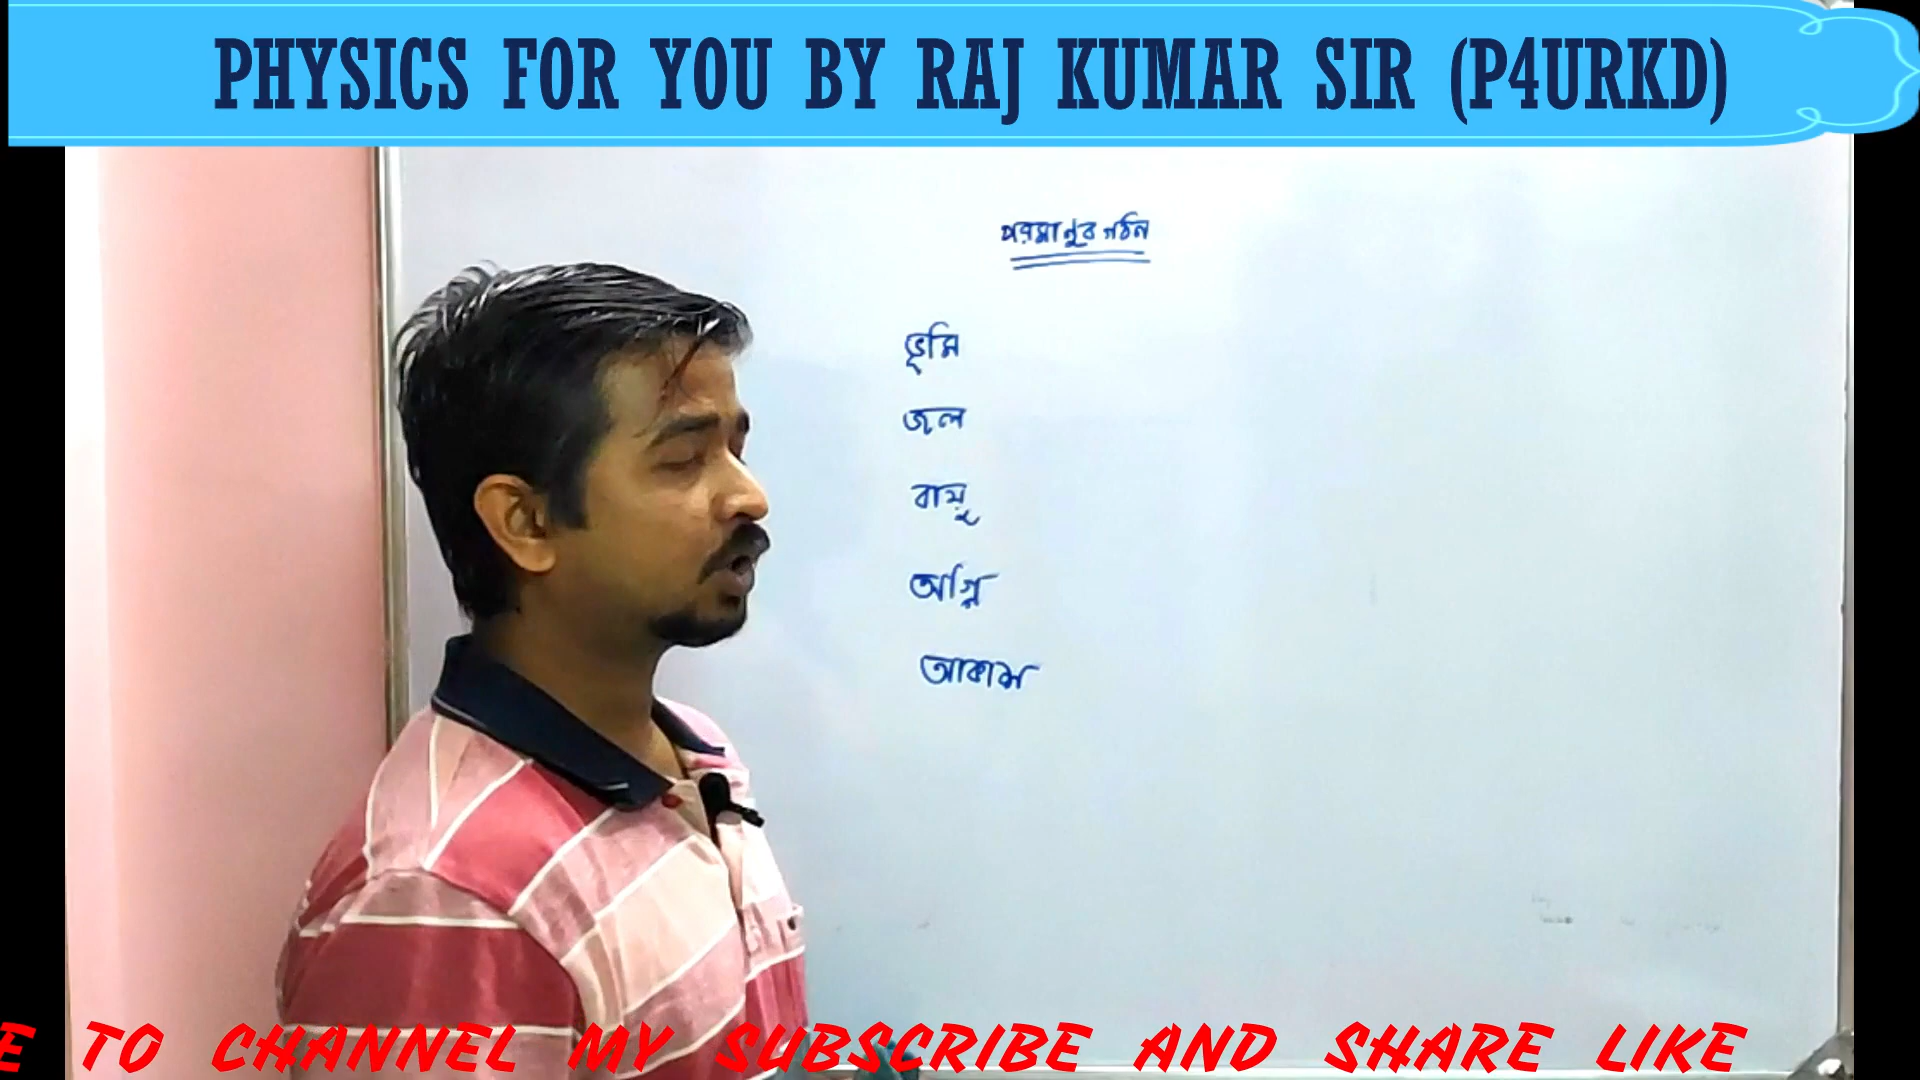 PHYSICS FOR YOU BY RAJ KUMAR SIR (P4URKD)
পরমানুর গঠন
ভূমি
জল
বায়ু
অগ্নি
আকাশ
E TO CHANNEL MY SUBSCRIBE AND SHARE LIKE